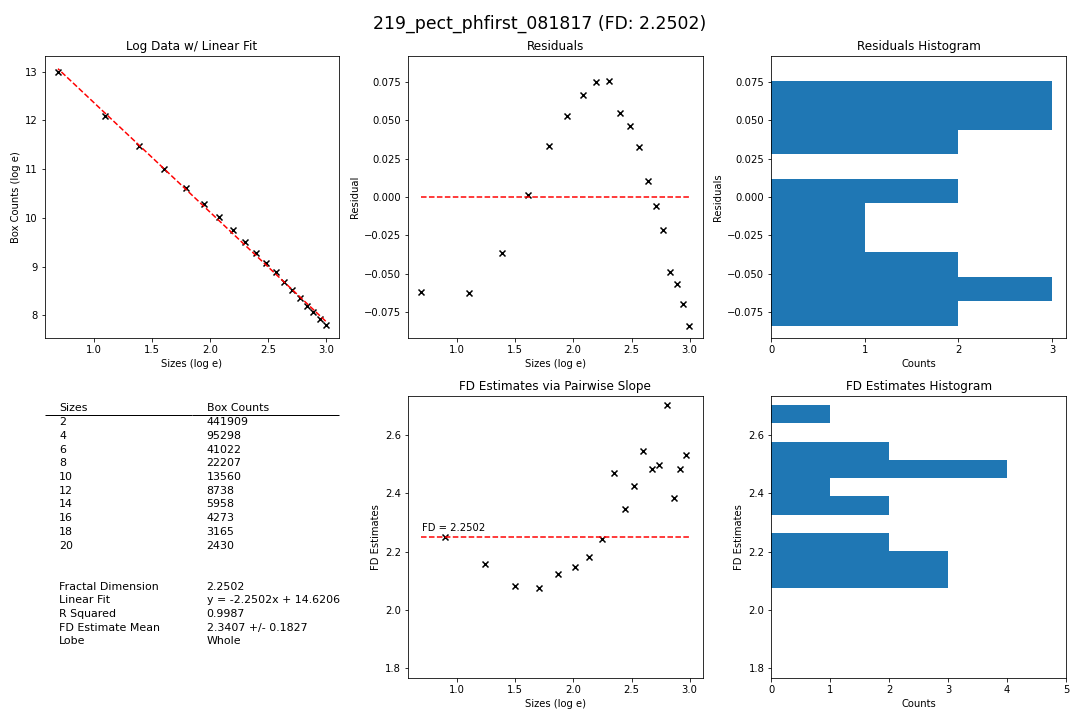 219_pect_phfirst_081817 (FD: 2.2502)
Log Data w/ Linear Fit
13
12
11
10
9
8
1.0 1.5 2.0 2.5 3.0
Sizes (log e)
Box Counts (log e)
Residuals
0.075
0.050
0.025
0.000
−0.025
−0.050
−0.075
1.0 1.5 2.0 2.5 3.0
Sizes (log e)
Residual
Residuals Histogram
0.075
0.050
0.025
0.000
−0.025
−0.050
−0.075
0 1 2 3
Counts
Residuals
Sizes Box Counts
2 441909
4 95298
6 41022
8 22207
10 13560
12 8738
14 5958
16 4273
18 3165
20 2430
Fractal Dimension 2.2502
Linear Fit y = -2.2502x + 14.6206
R Squared 0.9987
FD Estimate Mean 2.3407 +/- 0.1827
Lobe Whole
FD Estimates via Pairwise Slope
2.6
2.4
2.2
2.0
1.8
FD = 2.2502
1.0 1.5 2.0 2.5 3.0
Sizes (log e)
FD Estimates
FD Estimates Histogram
2.6
2.4
2.2
2.0
1.8
0 1 2 3 4 5
Counts
FD Estimates